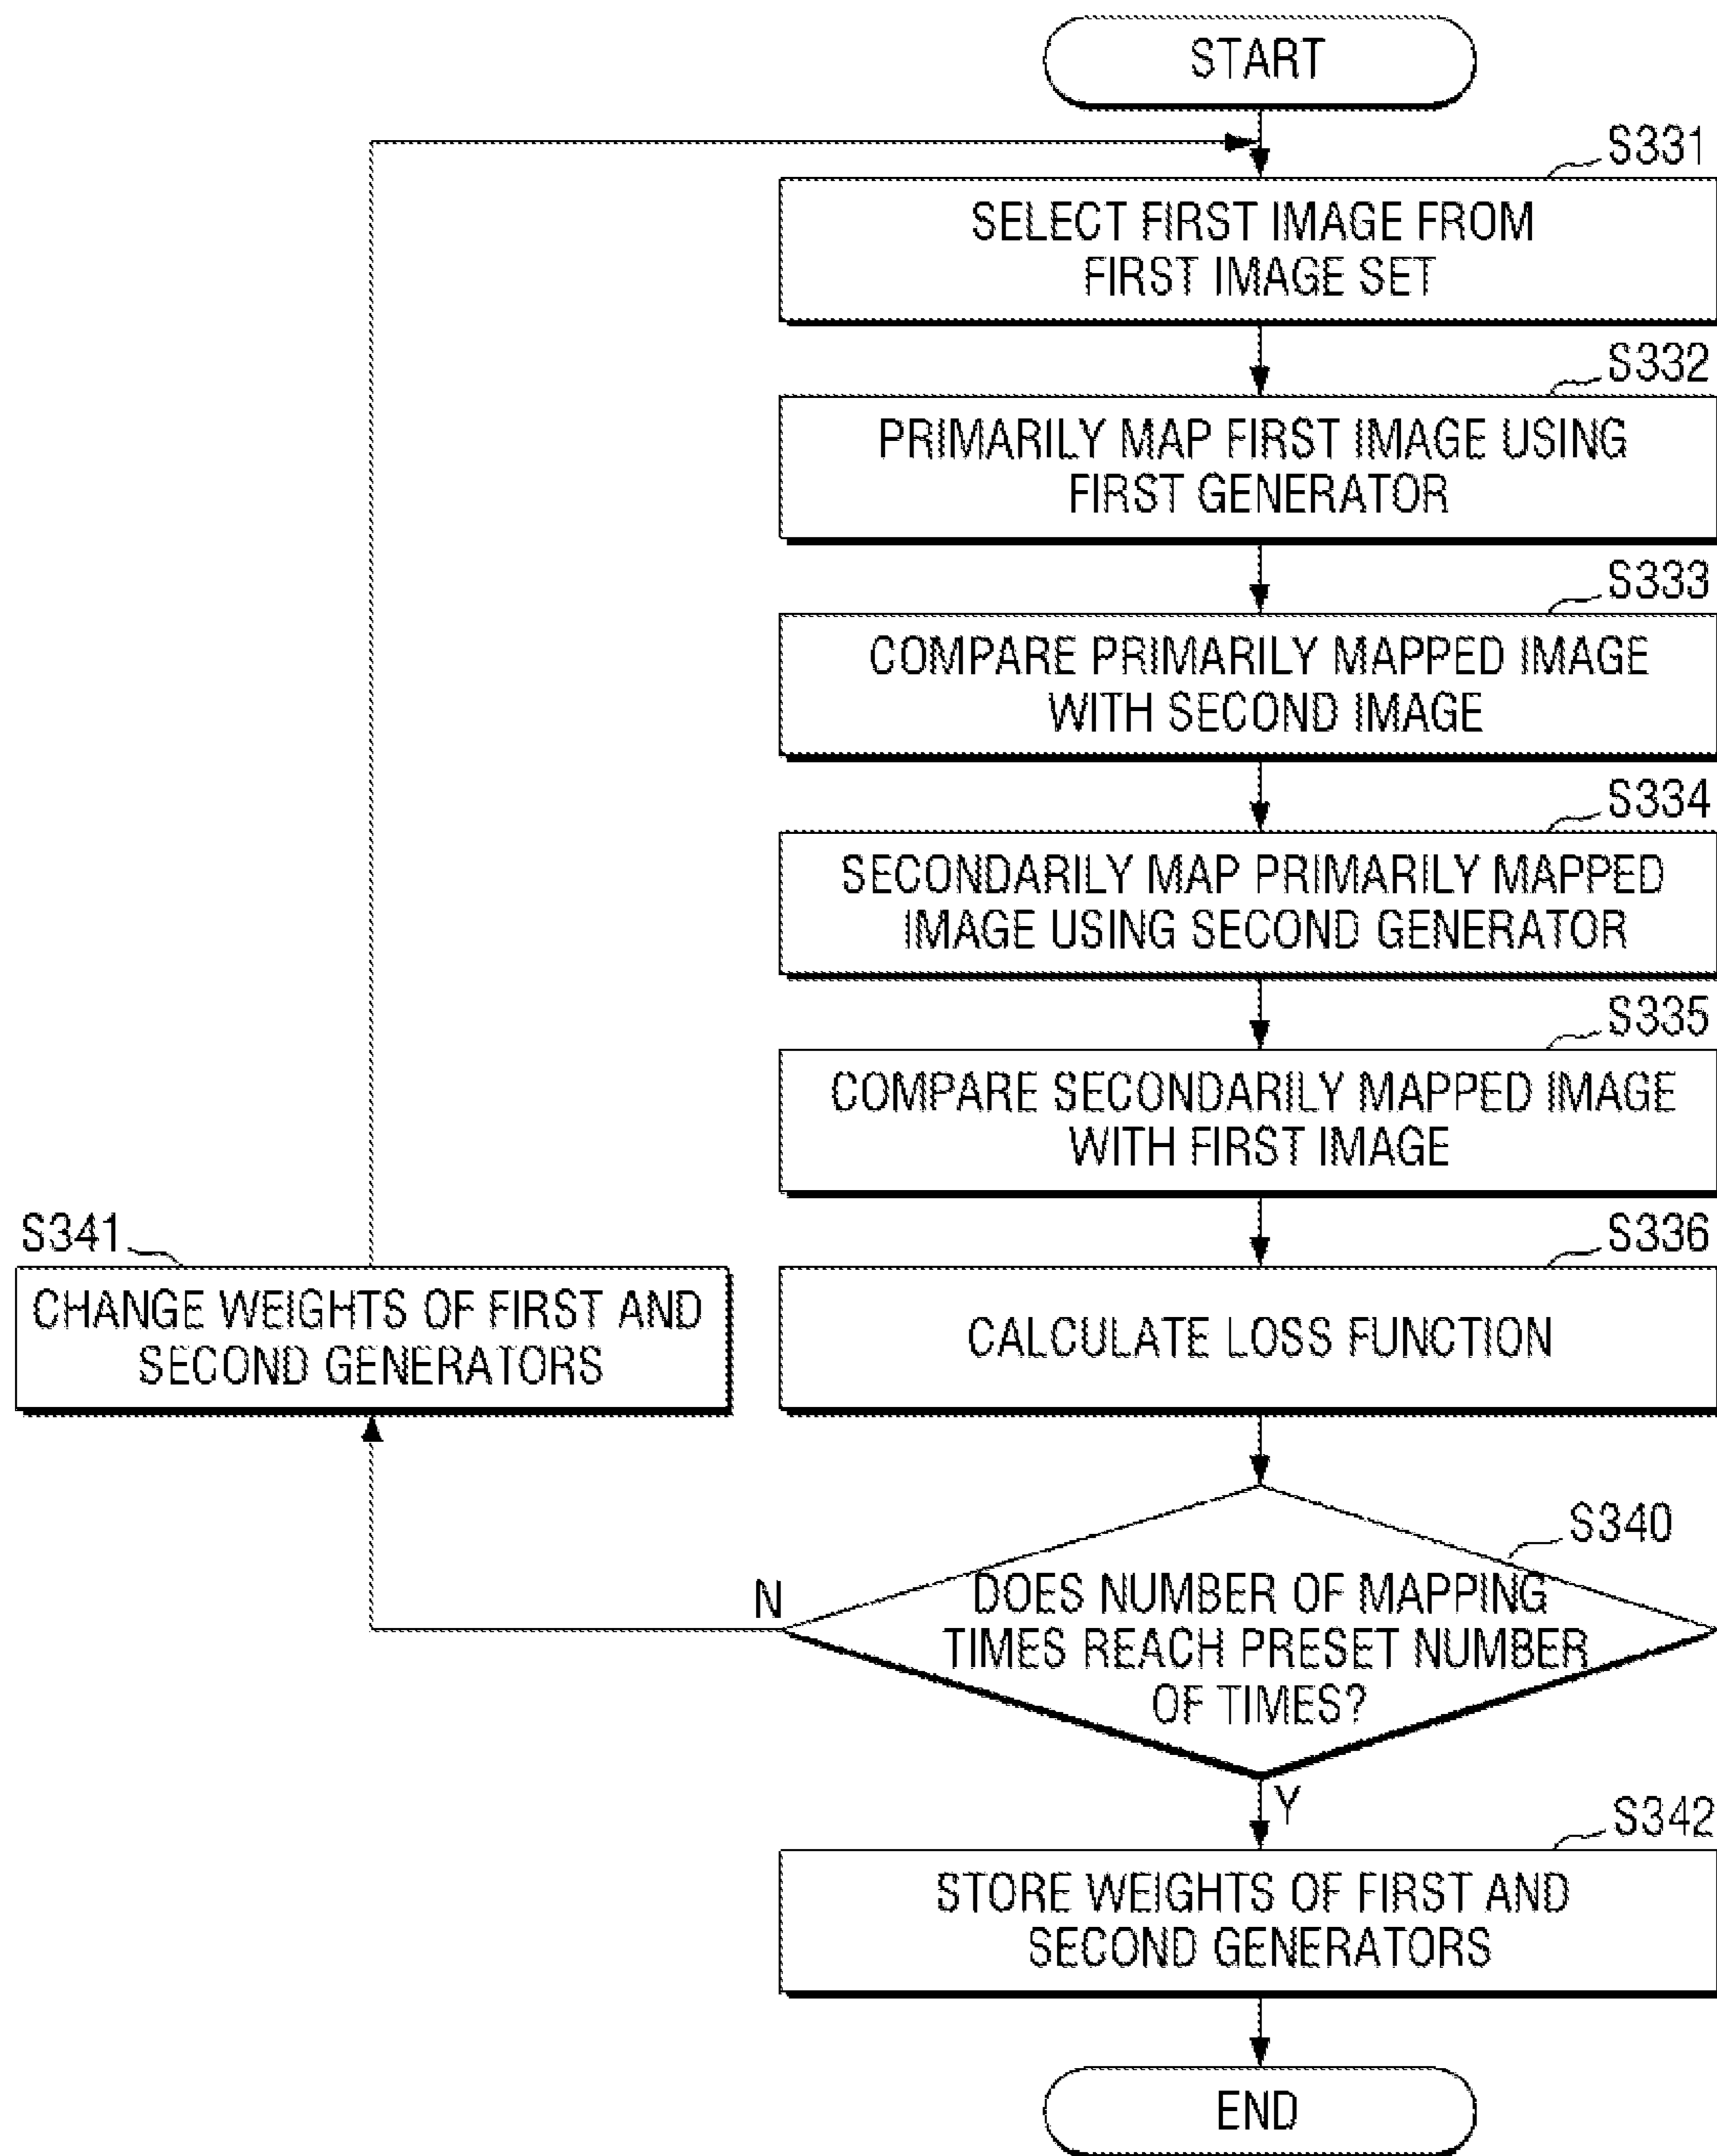 START
S331
SELECT FIRST IMAGE FROM
FIRST IMAGE SET
S332
PRIMARILY MAP FIRST IMAGE USING
FIRST GENERATOR
S333
COMPARE PRIMARILY MAPPED IMAGE
WITH SECOND IMAGE
S334
SECONDARILY MAP PRIMARILY MAPPED
IMAGE USING SECOND GENERATOR
S335
COMPARE SECONDARILY MAPPED IMAGE
WITH FIRST IMAGE
S336
CALCULATE LOSS FUNCTION
S341
CHANGE WEIGHTS OF FIRST AND
SECOND GENERATORS
S340
DOES NUMBER OF MAPPING
TIMES REACH PRESET NUMBER
OF TIMES?
N
Y
S342
STORE WEIGHTS OF FIRST AND
SECOND GENERATORS
END